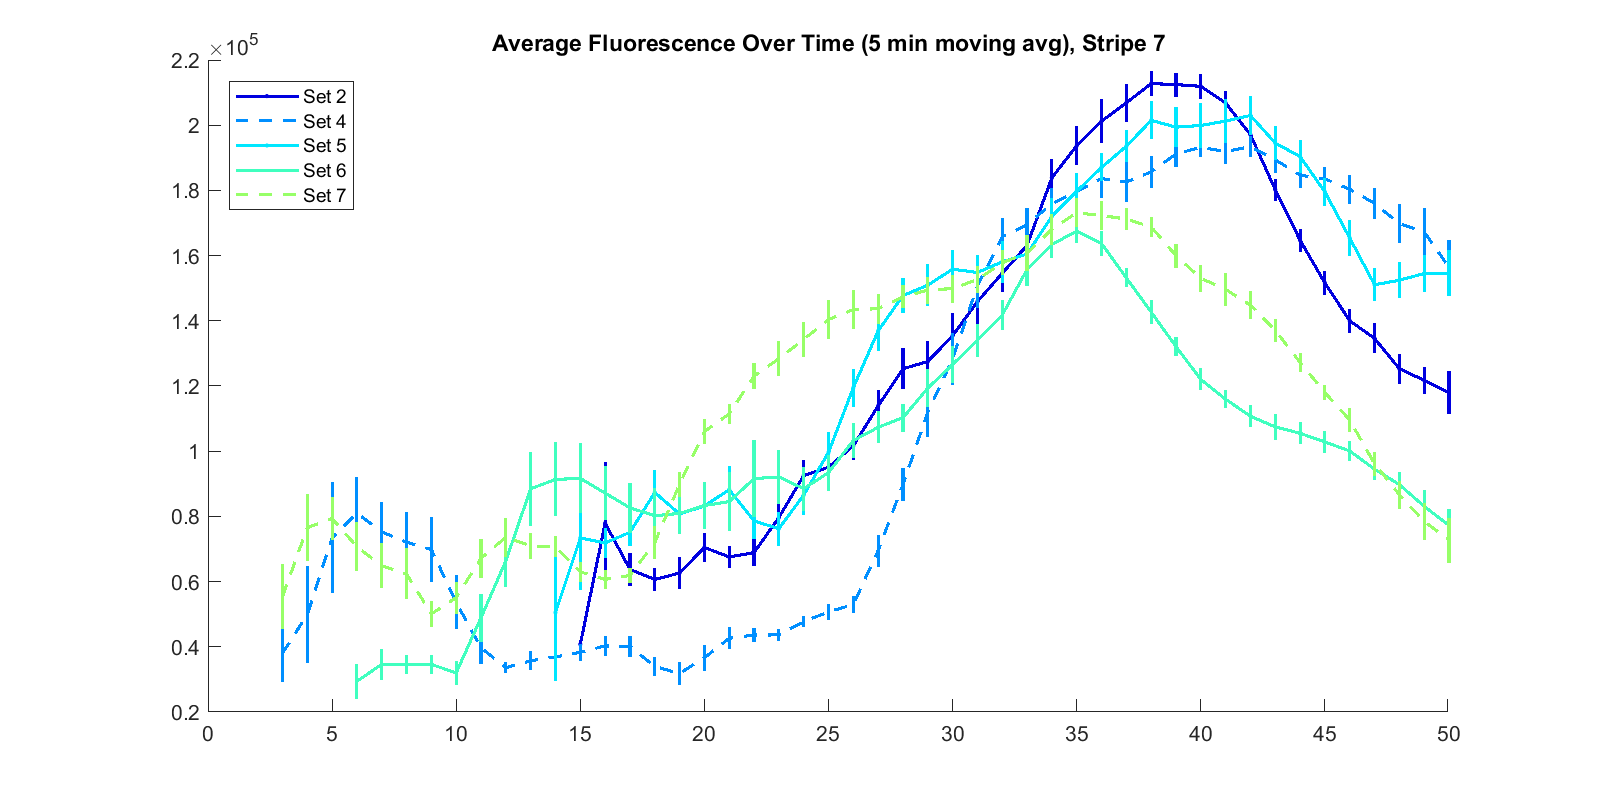 Average Fluorescence Over Time (5 min moving avg), Stripe 7
×10⁵
2.2
2
1.8
1.6
1.4
1.2
1
0.8
0.6
0.4
0.2
Set 2
Set 4
Set 5
Set 6
Set 7
0 5 10 15 20 25 30 35 40 45 50